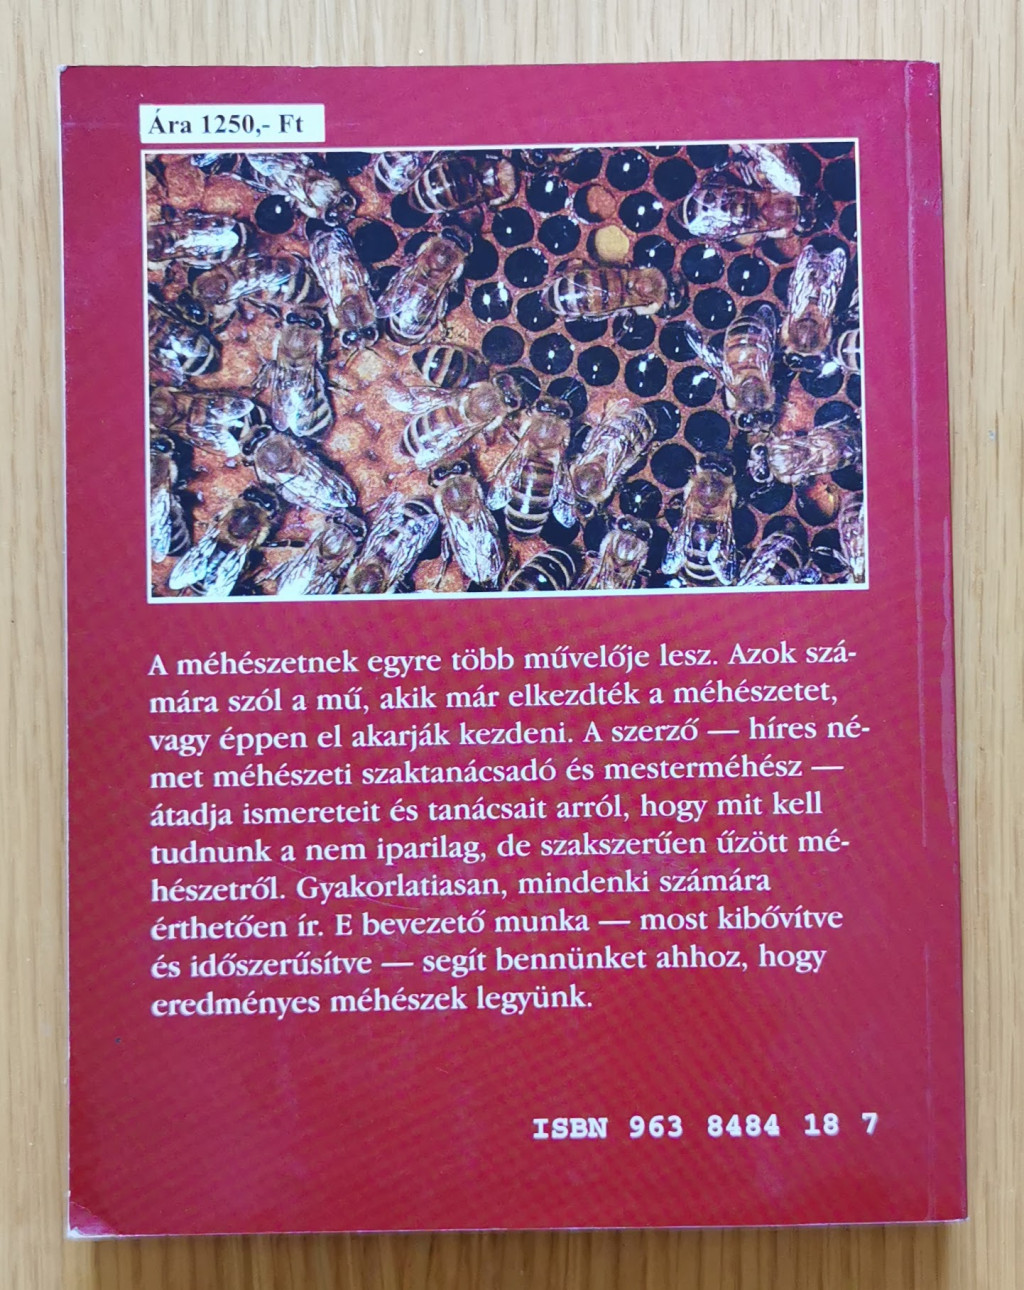 Ára 1250,- Ft
A méhészetnek egyre több művelője lesz. Azok szá-
mára szól a mű, akik már elkezdték a méhészetet,
vagy éppen el akarják kezdeni. A szerző — híres né-
met méhészeti szaktanácsadó és mesterméhész —
átadja ismereteit és tanácsait arról, hogy mit kell
tudnunk a nem iparilag, de szakszerűen űzött mé-
hészetről. Gyakorlatiasan, mindenki számára
érthetően ír. E bevezető munka — most kibővítve
és időszerűsítve — segít bennünket ahhoz, hogy
eredményes méhészek legyünk.
ISBN 963 8484 18 7